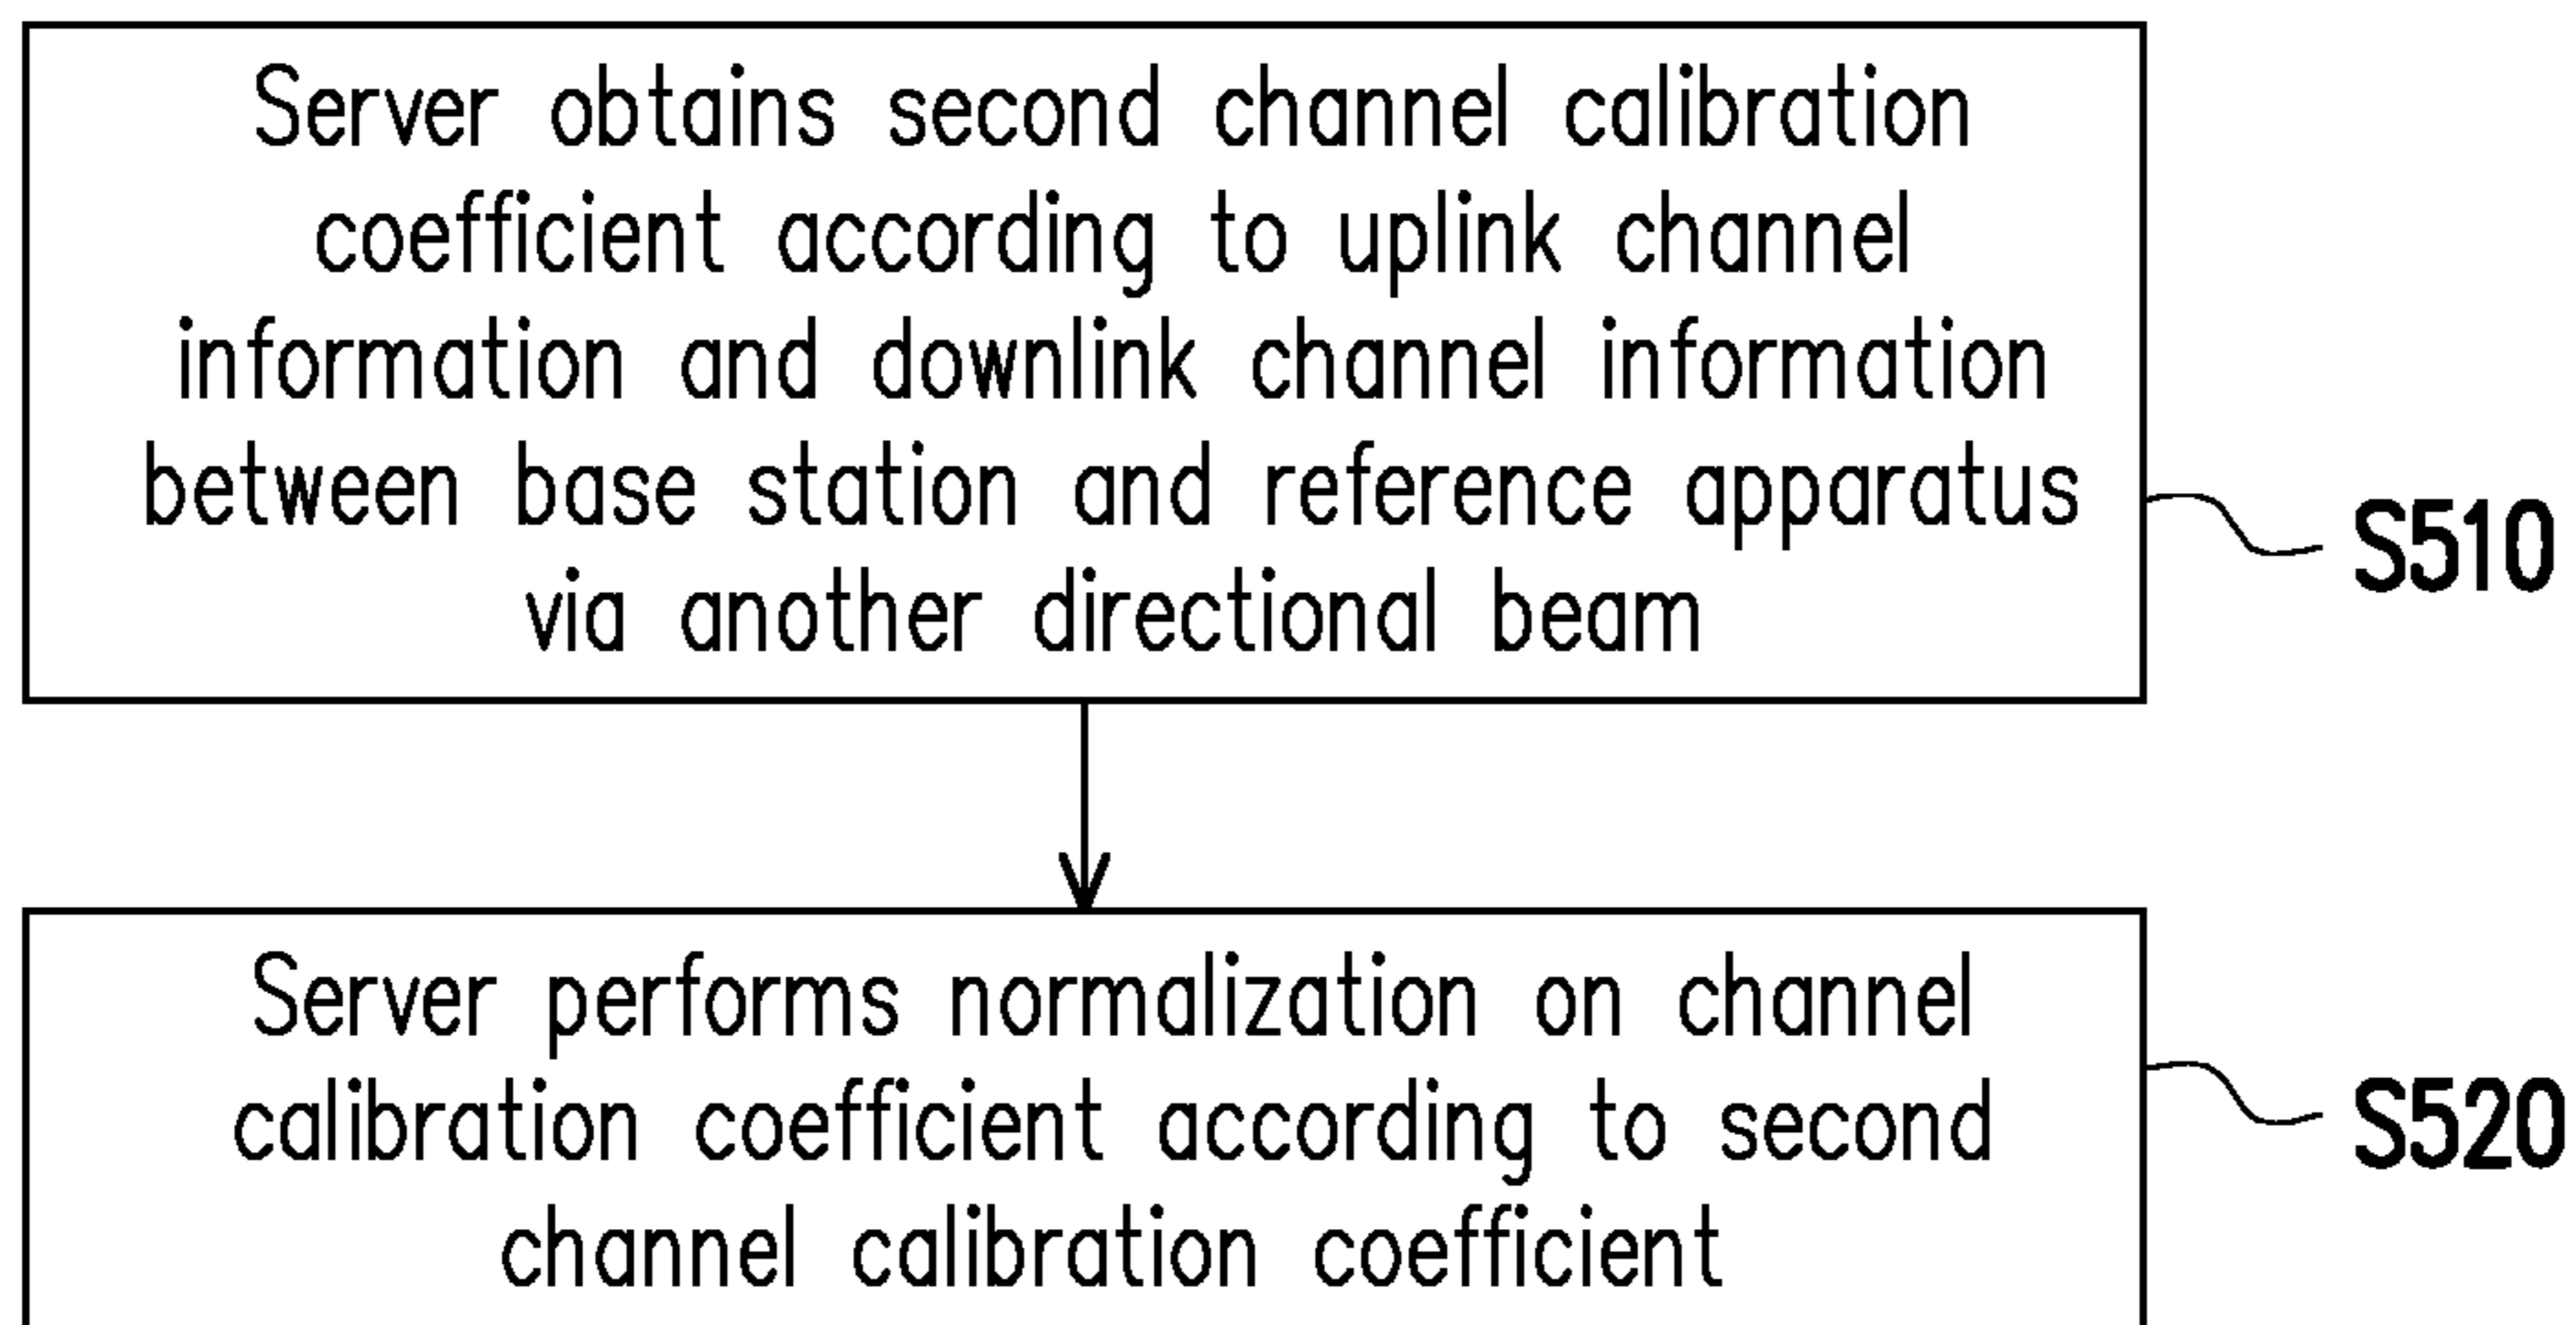 Server obtains second channel calibration
coefficient according to uplink channel
information and downlink channel information
between base station and reference apparatus
via another directional beam
S510
Server performs normalization on channel
calibration coefficient according to second
channel calibration coefficient
S520